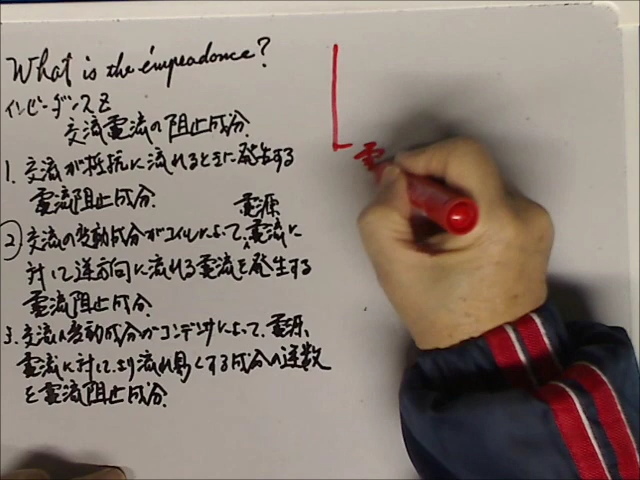 What is the impeadance?
インピーダンス Z
交流電流の阻止成分.
1. 交流が抵抗に流れるときに発生する
電流阻止成分.
電源
② 交流の変動成分がコイルによって、電流に
対して逆方向に流れる電流を発生する
電流阻止成分.
3. 交流の変動成分がコンデンサによって、電源
電流に対して、より流れ易くする成分の逆数
を電流阻止成分.
電